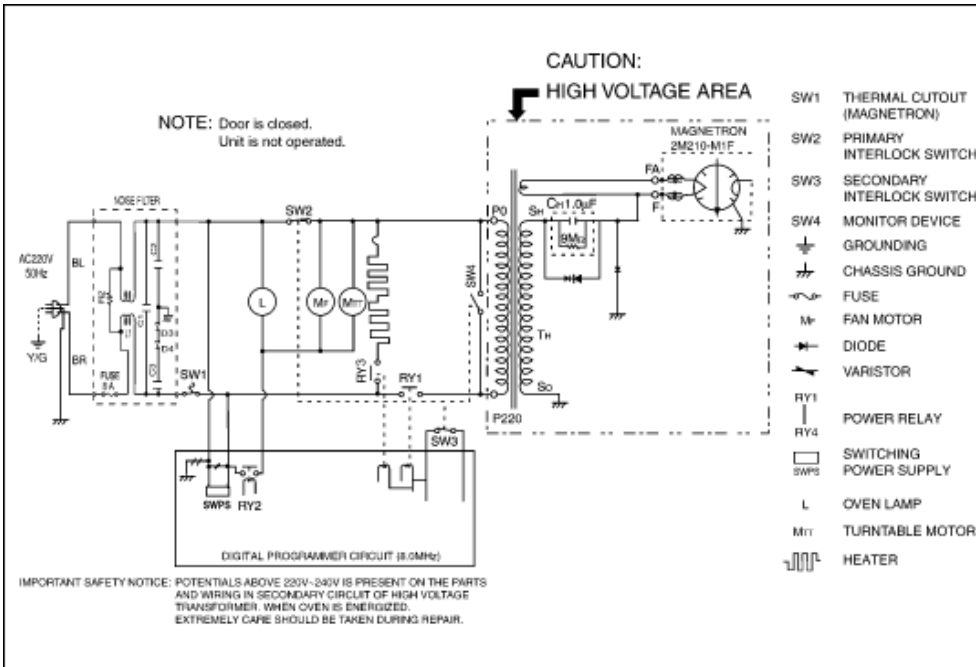 CAUTION:
HIGH VOLTAGE AREA
NOTE: Door is closed.
Unit is not operated.
MAGNETRON
2M210-M1F
NOISE FILTER
AC220V
50Hz
BL
BR
Y/G
FUSE
8A
SW1
SW2
L
MF
MTT
RY3
RY1
SW4
SW3
P0
P220
SH
TH
SO
CH1.0µF
9MΩ
FA
F
SWPS
RY2
DIGITAL PROGRAMMER CIRCUIT (8.0MHz)
SW1 THERMAL CUTOUT
(MAGNETRON)
SW2 PRIMARY
INTERLOCK SWITCH
SW3 SECONDARY
INTERLOCK SWITCH
SW4 MONITOR DEVICE
GROUNDING
CHASSIS GROUND
FUSE
MF FAN MOTOR
DIODE
VARISTOR
RY1
POWER RELAY
RY4
SWITCHING
SWPS POWER SUPPLY
L OVEN LAMP
MTT TURNTABLE MOTOR
HEATER
IMPORTANT SAFETY NOTICE: POTENTIALS ABOVE 220V~240V IS PRESENT ON THE PARTS
AND WIRING IN SECONDARY CIRCUIT OF HIGH VOLTAGE
TRANSFORMER. WHEN OVEN IS ENERGIZED.
EXTREMELY CARE SHOULD BE TAKEN DURING REPAIR.